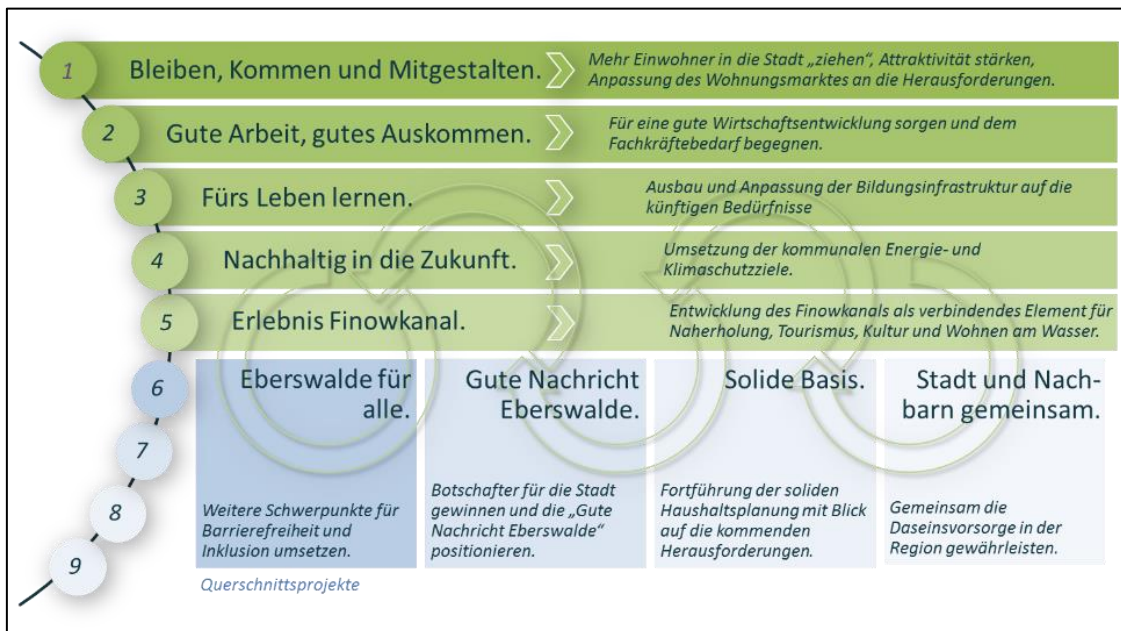 1
Bleiben, Kommen und Mitgestalten.
Mehr Einwohner in die Stadt „ziehen“, Attraktivität stärken,
Anpassung des Wohnungsmarktes an die Herausforderungen.
2
Gute Arbeit, gutes Auskommen.
Für eine gute Wirtschaftsentwicklung sorgen und dem
Fachkräftebedarf begegnen.
3
Fürs Leben lernen.
Ausbau und Anpassung der Bildungsinfrastruktur auf die
künftigen Bedürfnisse
4
Nachhaltig in die Zukunft.
Umsetzung der kommunalen Energie- und
Klimaschutzziele.
5
Erlebnis Finowkanal.
Entwicklung des Finowkanals als verbindendes Element für
Naherholung, Tourismus, Kultur und Wohnen am Wasser.
6
7
8
9
Eberswalde für
alle.
Weitere Schwerpunkte für
Barrierefreiheit und
Inklusion umsetzen.
Gute Nachricht
Eberswalde.
Botschafter für die Stadt
gewinnen und die „Gute
Nachricht Eberswalde“
positionieren.
Solide Basis.
Fortführung der soliden
Haushaltsplanung mit Blick
auf die kommenden
Herausforderungen.
Stadt und Nach-
barn gemeinsam.
Gemeinsam die
Daseinsvorsorge in der
Region gewährleisten.
Querschnittsprojekte